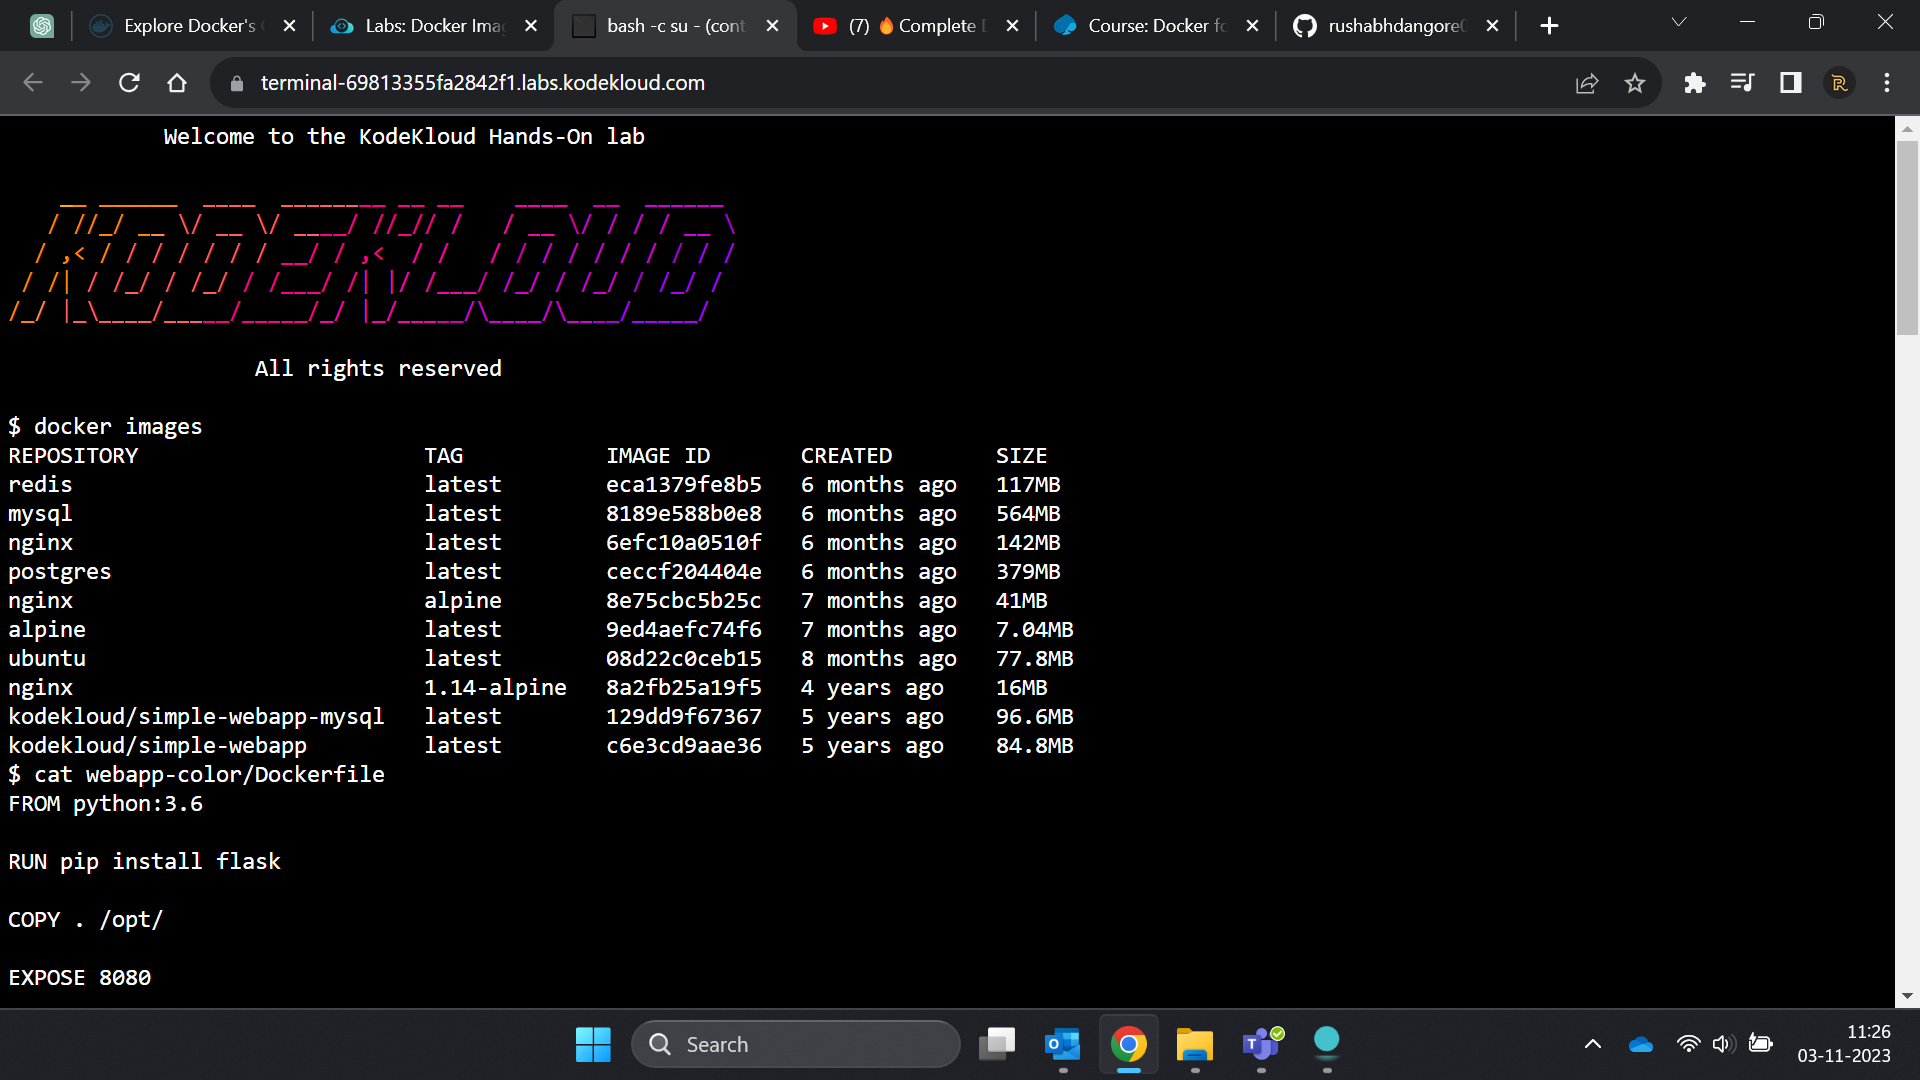 Explore Docker's
Labs: Docker Ima
bash -c su - (cont
(7) 🔥 Complete
Course: Docker fo
rushabhdangore
terminal-69813355fa2842f1.labs.kodekloud.com
Welcome to the KodeKloud Hands-On lab
KODEKLOUD
All rights reserved
$ docker images
REPOSITORY TAG IMAGE ID CREATED SIZE
redis latest eca1379fe8b5 6 months ago 117MB
mysql latest 8189e588b0e8 6 months ago 564MB
nginx latest 6efc10a0510f 6 months ago 142MB
postgres latest ceccf204404e 6 months ago 379MB
nginx alpine 8e75cbc5b25c 7 months ago 41MB
alpine latest 9ed4aefc74f6 7 months ago 7.04MB
ubuntu latest 08d22c0ceb15 8 months ago 77.8MB
nginx 1.14-alpine 8a2fb25a19f5 4 years ago 16MB
kodekloud/simple-webapp-mysql latest 129dd9f67367 5 years ago 96.6MB
kodekloud/simple-webapp latest c6e3cd9aae36 5 years ago 84.8MB
$ cat webapp-color/Dockerfile
FROM python:3.6
RUN pip install flask
COPY . /opt/
EXPOSE 8080
Search
11:26
03-11-2023